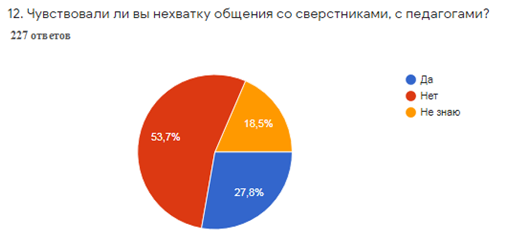 12. Чувствовали ли вы нехватку общения со сверстниками, с педагогами?
227 ответов
Да
Нет
Не знаю
53,7%
18,5%
27,8%